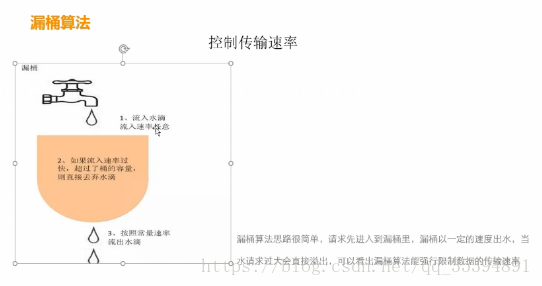 漏桶算法
控制传输速率
漏桶
1、流入水滴
流入速率任意
2、如果流入速率过
快，超过了桶的容量，
则直接丢弃水滴
3、按照常量速率
流出水滴
漏桶算法思路很简单，请求先进入到漏桶里，漏桶以一定的速度出水，当
水请求过大会直接溢出，可以看出漏桶算法能强行限制数据的传输速率
https://blog.csdn.net/qq_35394891